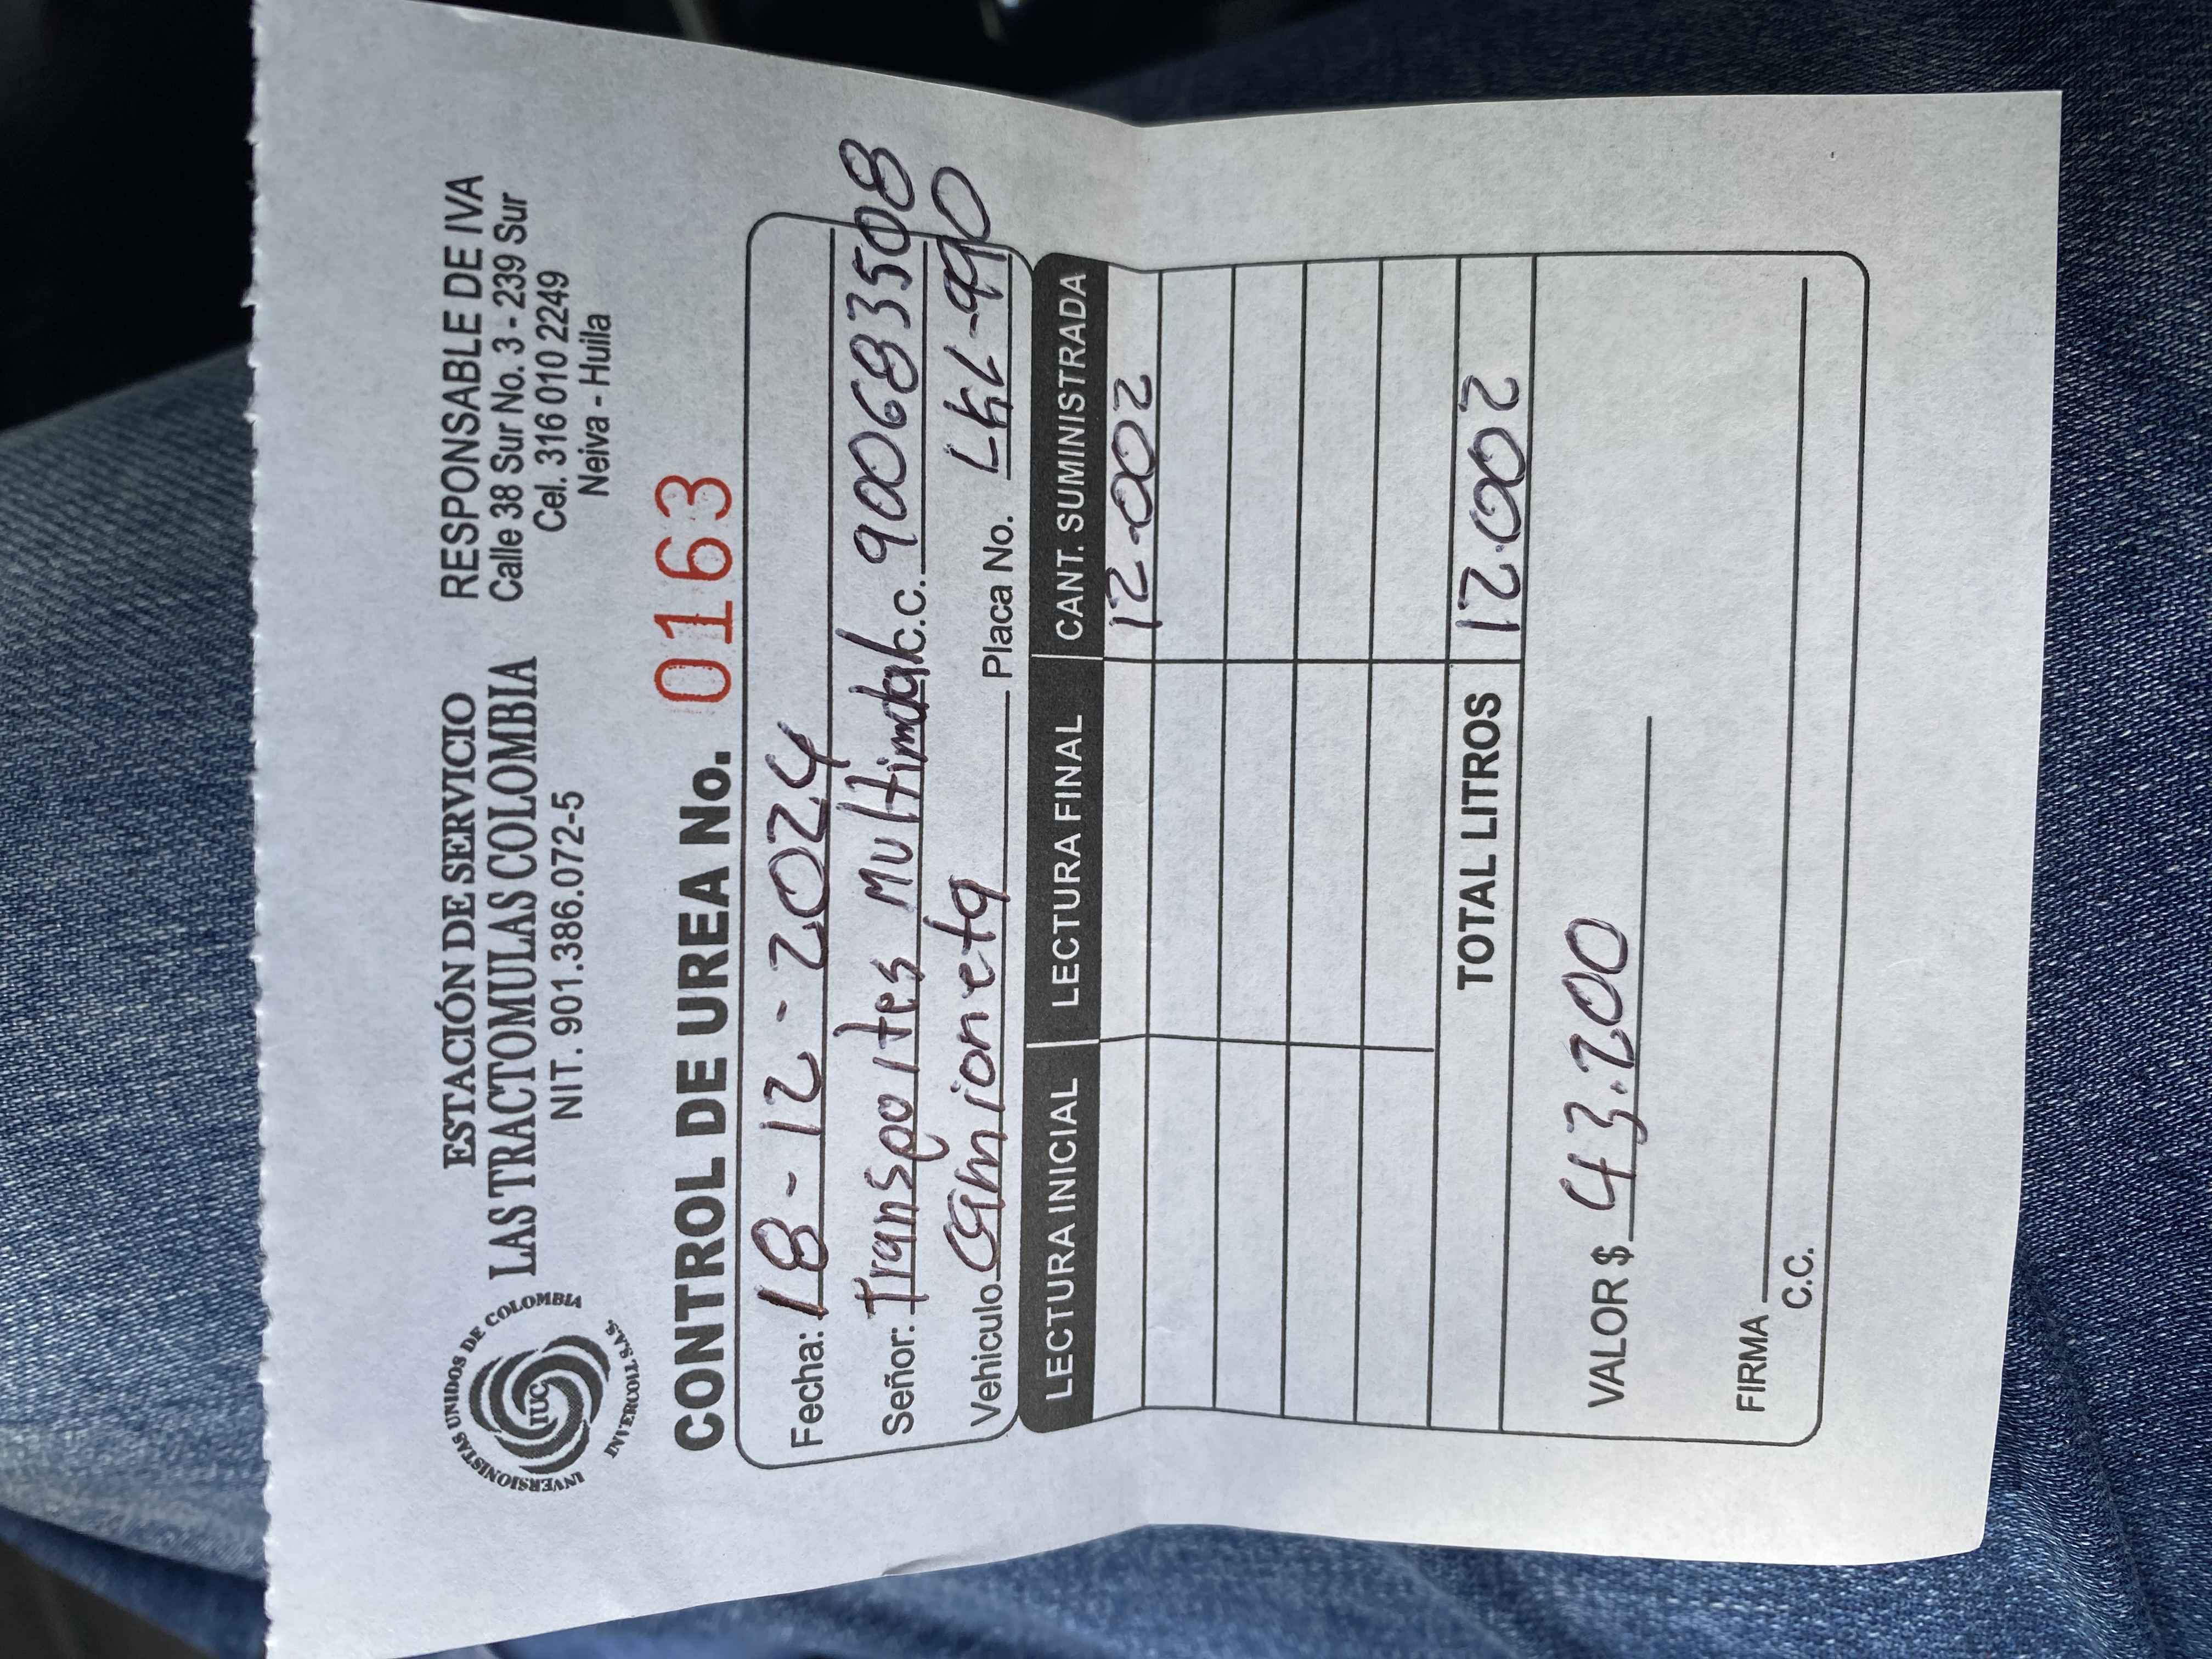 INVERSIONISTAS UNIDOS DE COLOMBIA
IUC
INVERCOL S.A.S.
ESTACIÓN DE SERVICIO
LAS TRACTOMULAS COLOMBIA
NIT. 901.386.072-5
RESPONSABLE DE IVA
Calle 38 Sur No. 3 - 239 Sur
Cel. 316 010 2249
Neiva - Huila
CONTROL DE UREA No. 0163
Fecha: 18-12-2024
Señor: Transportes Multimodal c.c. 900683508
Vehiculo Camioneta Placa No. LKL-990
LECTURA INICIAL LECTURA FINAL CANT. SUMINISTRADA
12.002
TOTAL LITROS 12.002
VALOR $ 43.200
FIRMA
C.C.